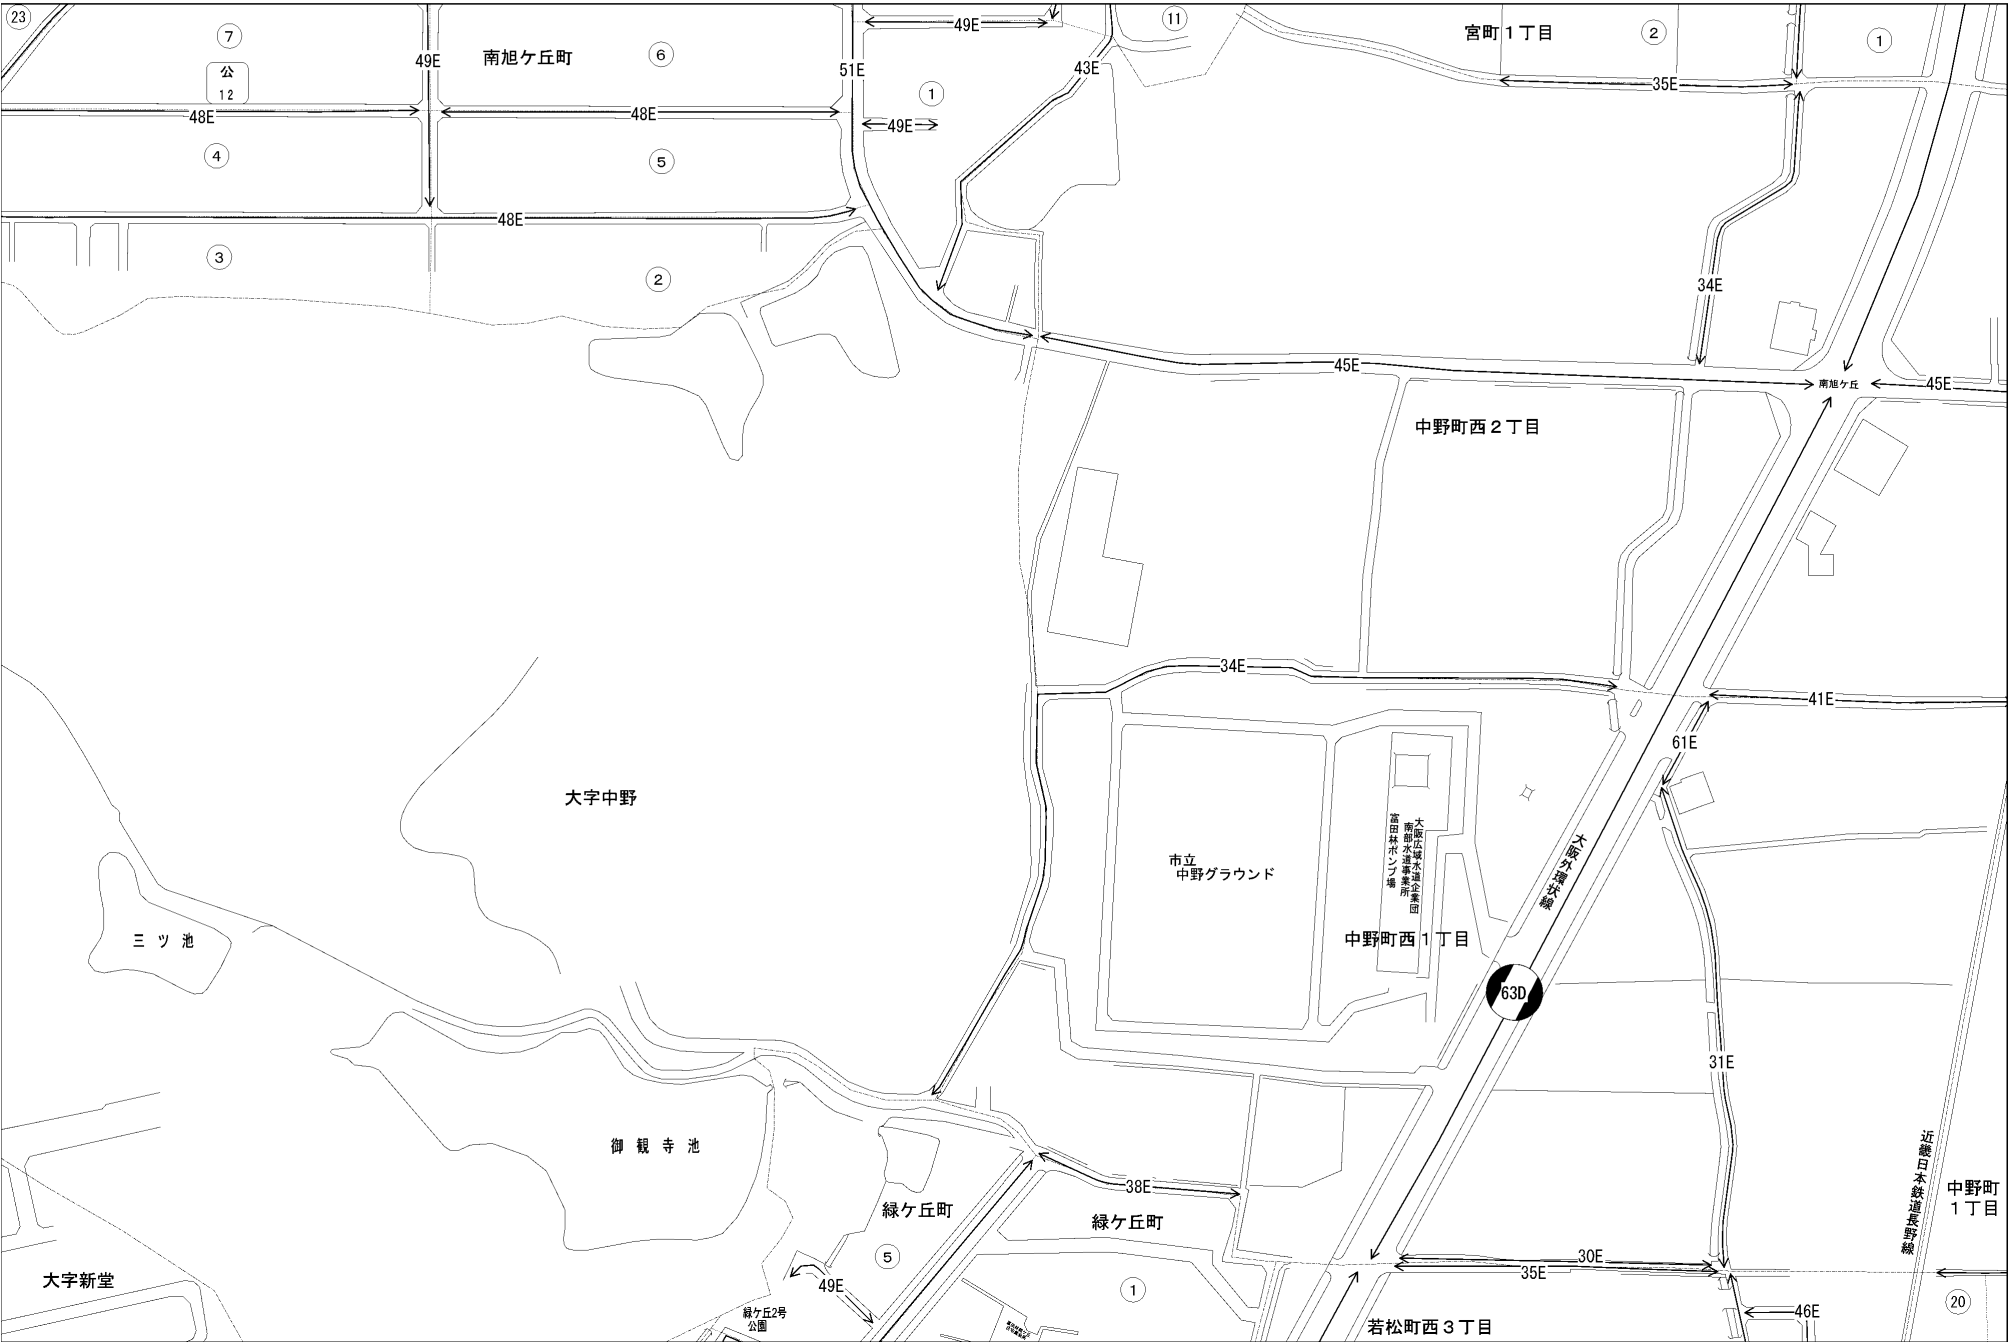 23
7
49E
南旭ケ丘町
6
51E
49E
11
43E
宮町1丁目
2
1
公
12
35E
1
48E
48E
49E
4
5
48E
3
2
34E
45E
南旭ケ丘
45E
中野町西2丁目
34E
41E
61E
大字中野
市立
中野グラウンド
大阪広域水道企業団
南部水道事業所
富田林ポンプ場
大阪外環状線
三ツ池
中野町西1丁目
63D
31E
御観寺池
近畿日本鉄道長野線
中野町
1丁目
38E
緑ケ丘町
緑ケ丘町
5
30E
35E
大字新堂
49E
1
20
緑ケ丘2号
公園
46E
若松町西3丁目